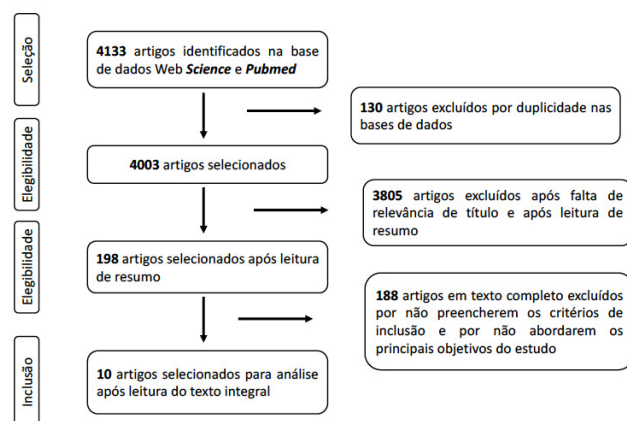 Seleção
4133 artigos identificados na base
de dados Web Science e Pubmed
130 artigos excluídos por duplicidade nas
bases de dados
Elegibilidade
4003 artigos selecionados
3805 artigos excluídos após falta de
relevância de título e após leitura de
resumo
Elegibilidade
198 artigos selecionados após leitura
de resumo
188 artigos em texto completo excluídos
por não preencherem os critérios de
inclusão e por não abordarem os
principais objetivos do estudo
Inclusão
10 artigos selecionados para análise
após leitura do texto integral